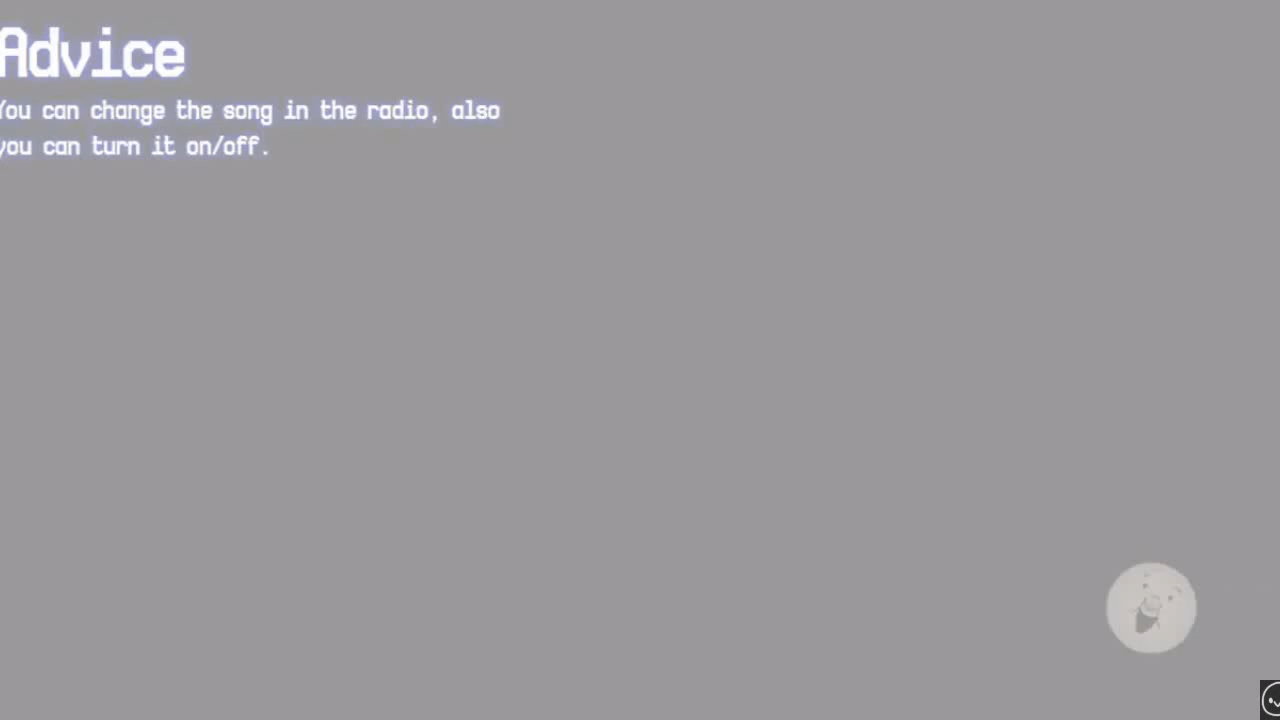 Advice
You can change the song in the radio, also
you can turn it on/off.